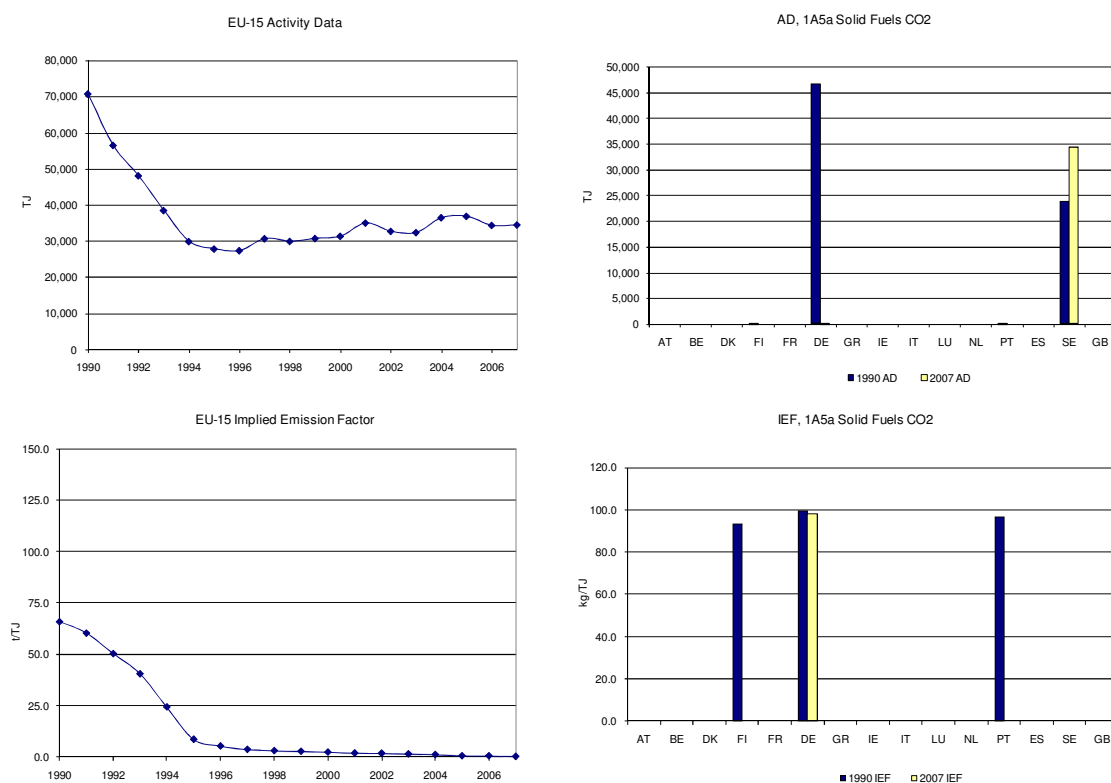 EU-15 Activity Data
80,000
70,000
60,000
50,000
40,000
30,000
20,000
10,000
0
TJ
1990 1992 1994 1996 1998 2000 2002 2004 2006
AD, 1A5a Solid Fuels CO2
50,000
45,000
40,000
35,000
30,000
25,000
20,000
15,000
10,000
5,000
0
TJ
AT BE DK FI FR DE GR IE IT LU NL PT ES SE GB
1990 AD 2007 AD
EU-15 Implied Emission Factor
150.0
125.0
100.0
75.0
50.0
25.0
0.0
t/TJ
1990 1992 1994 1996 1998 2000 2002 2004 2006
IEF, 1A5a Solid Fuels CO2
120.0
100.0
80.0
60.0
40.0
20.0
0.0
kg/TJ
AT BE DK FI FR DE GR IE IT LU NL PT ES SE GB
1990 IEF 2007 IEF